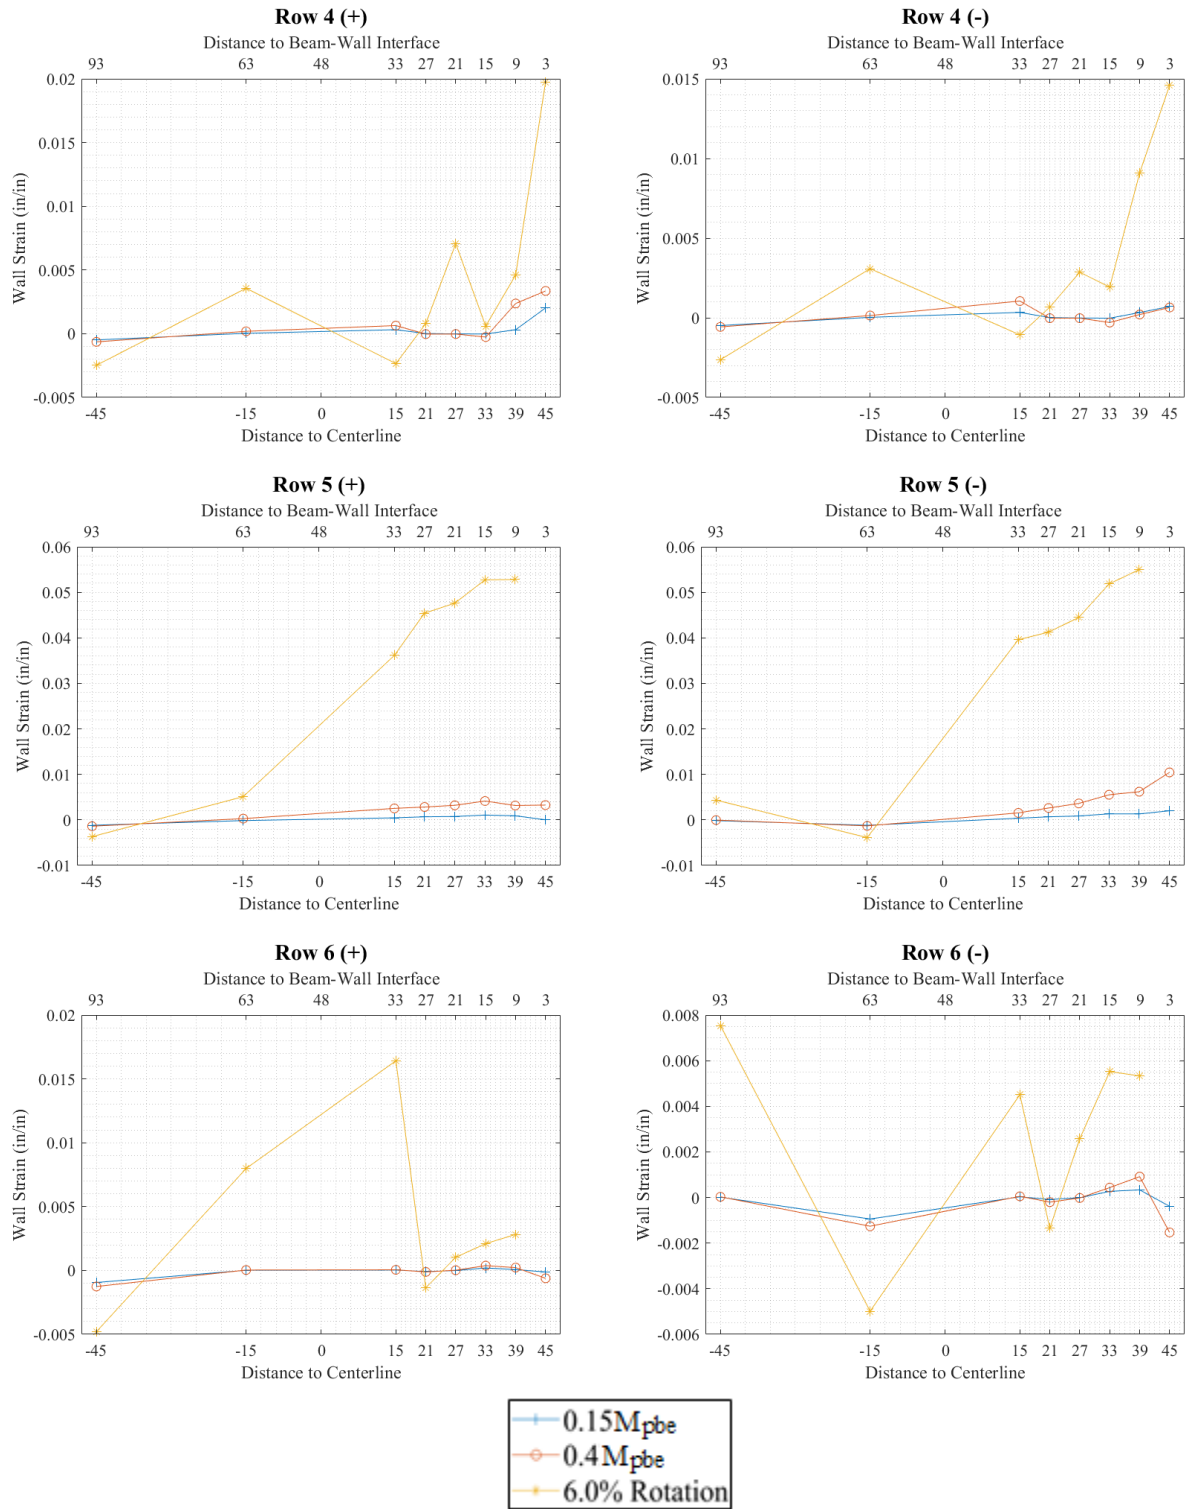 Row 4 (+)
Distance to Beam-Wall Interface
93 63 48 33 27 21 15 9 3
0.02
0.015
0.01
0.005
0
-0.005
Wall Strain (in/in)
-45 -15 0 15 21 27 33 39 45
Distance to Centerline
Row 4 (-)
Distance to Beam-Wall Interface
93 63 48 33 27 21 15 9 3
0.015
0.01
0.005
0
-0.005
Wall Strain (in/in)
-45 -15 0 15 21 27 33 39 45
Distance to Centerline
Row 5 (+)
Distance to Beam-Wall Interface
93 63 48 33 27 21 15 9 3
0.06
0.05
0.04
0.03
0.02
0.01
0
-0.01
Wall Strain (in/in)
-45 -15 0 15 21 27 33 39 45
Distance to Centerline
Row 5 (-)
Distance to Beam-Wall Interface
93 63 48 33 27 21 15 9 3
0.06
0.05
0.04
0.03
0.02
0.01
0
-0.01
Wall Strain (in/in)
-45 -15 0 15 21 27 33 39 45
Distance to Centerline
Row 6 (+)
Distance to Beam-Wall Interface
93 63 48 33 27 21 15 9 3
0.02
0.015
0.01
0.005
0
-0.005
Wall Strain (in/in)
-45 -15 0 15 21 27 33 39 45
Distance to Centerline
Row 6 (-)
Distance to Beam-Wall Interface
93 63 48 33 27 21 15 9 3
0.008
0.006
0.004
0.002
0
-0.002
-0.004
-0.006
Wall Strain (in/in)
-45 -15 0 15 21 27 33 39 45
Distance to Centerline
0.15Mpbe
0.4Mpbe
6.0% Rotation